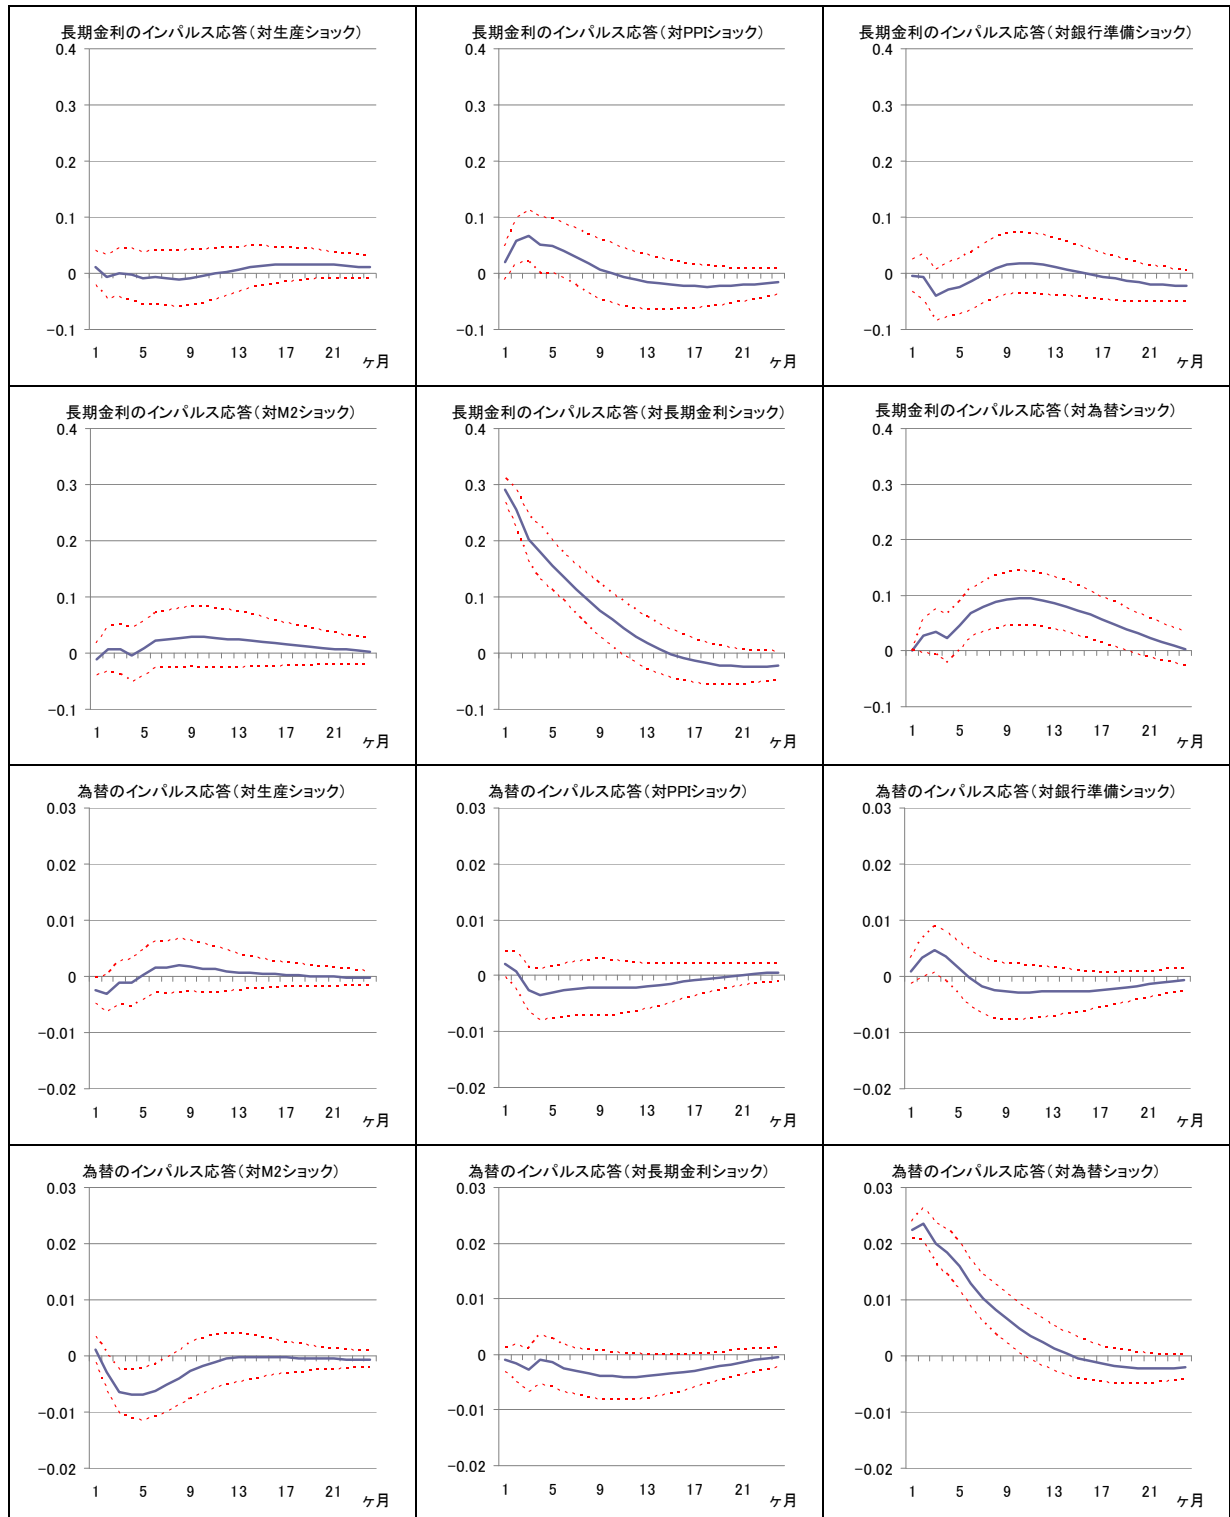 長期金利のインパルス応答（対生産ショック）
0.4
0.3
0.2
0.1
0
−0.1
1 5 9 13 17 21
ヶ月
長期金利のインパルス応答（対PPIショック）
0.4
0.3
0.2
0.1
0
−0.1
1 5 9 13 17 21
ヶ月
長期金利のインパルス応答（対銀行準備ショック）
0.4
0.3
0.2
0.1
0
−0.1
1 5 9 13 17 21
ヶ月
長期金利のインパルス応答（対M2ショック）
0.4
0.3
0.2
0.1
0
−0.1
1 5 9 13 17 21
ヶ月
長期金利のインパルス応答（対長期金利ショック）
0.4
0.3
0.2
0.1
0
−0.1
1 5 9 13 17 21
ヶ月
長期金利のインパルス応答（対為替ショック）
0.4
0.3
0.2
0.1
0
−0.1
1 5 9 13 17 21
ヶ月
為替のインパルス応答（対生産ショック）
0.03
0.02
0.01
0
−0.01
−0.02
1 5 9 13 17 21
ヶ月
為替のインパルス応答（対PPIショック）
0.03
0.02
0.01
0
−0.01
−0.02
1 5 9 13 17 21
ヶ月
為替のインパルス応答（対銀行準備ショック）
0.03
0.02
0.01
0
−0.01
−0.02
1 5 9 13 17 21
ヶ月
為替のインパルス応答（対M2ショック）
0.03
0.02
0.01
0
−0.01
−0.02
1 5 9 13 17 21
ヶ月
為替のインパルス応答（対長期金利ショック）
0.03
0.02
0.01
0
−0.01
−0.02
1 5 9 13 17 21
ヶ月
為替のインパルス応答（対為替ショック）
0.03
0.02
0.01
0
−0.01
−0.02
1 5 9 13 17 21
ヶ月